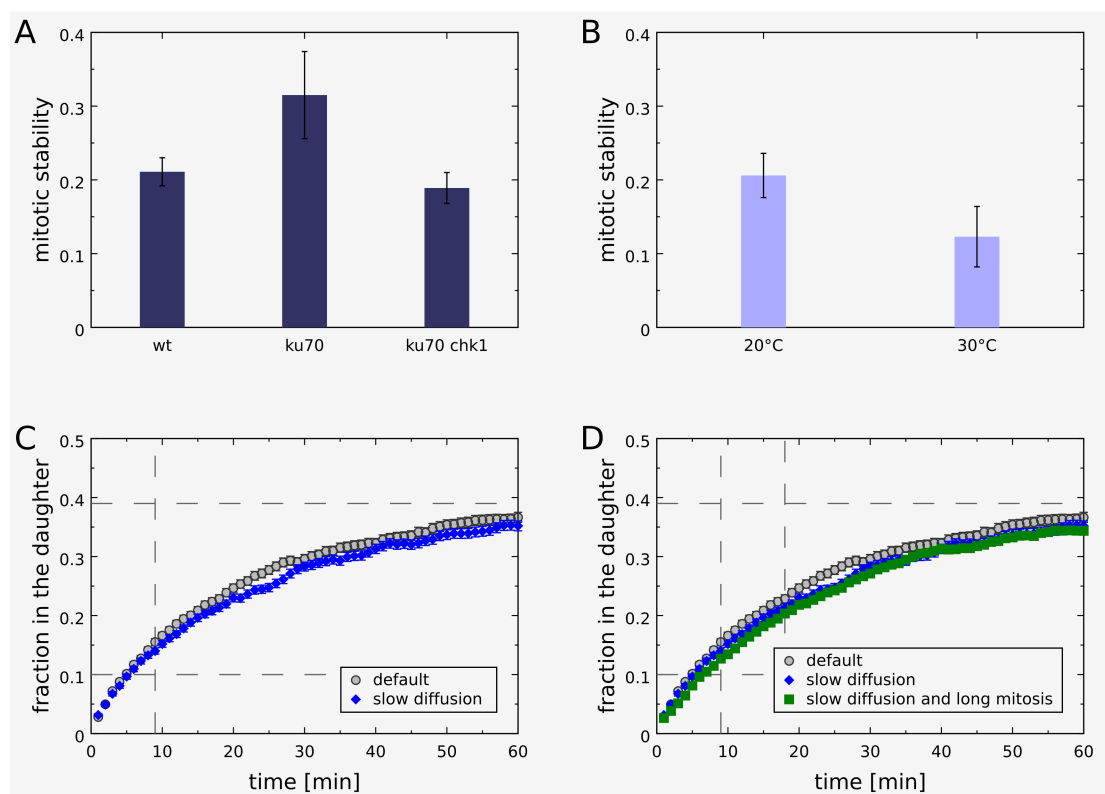 A
mitotic stability
0.4
0.3
0.2
0.1
0
wt
ku70
ku70 chk1
B
mitotic stability
0.4
0.3
0.2
0.1
0
20°C
30°C
C
fraction in the daughter
0.5
0.4
0.3
0.2
0.1
0
default
slow diffusion
0
10
20
30
40
50
60
time [min]
D
fraction in the daughter
0.5
0.4
0.3
0.2
0.1
0
default
slow diffusion
slow diffusion and long mitosis
0
10
20
30
40
50
60
time [min]